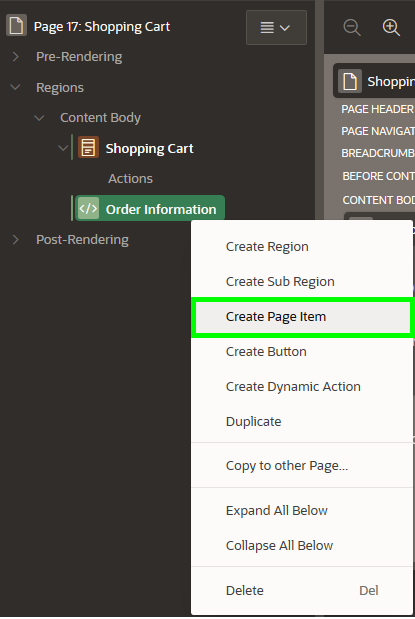 Page 17: Shopping Cart
Pre-Rendering
Regions
Content Body
Shopping Cart
Actions
Order Information
Post-Rendering
Shoppin
PAGE HEADER
PAGE NAVIGAT
BREADCRUMB
BEFORE CONT
CONTENT BOD
Create Region
Create Sub Region
Create Page Item
Create Button
Create Dynamic Action
Duplicate
Copy to other Page...
Expand All Below
Collapse All Below
Delete Del